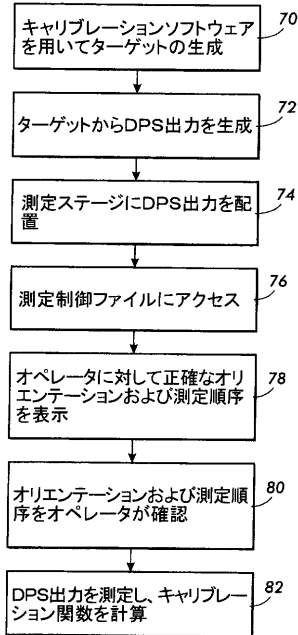 キャリブレーションソフトウェア
を用いてターゲットの生成
70
ターゲットからDPS出力を生成
72
測定ステージにDPS出力を配
置
74
測定制御ファイルにアクセス
76
オペレータに対して正確なオリ
エンテーションおよび測定順序
を表示
78
オリエンテーションおよび測定順
序をオペレータが確認
80
DPS出力を測定し、キャリブレー
ション関数を計算
82